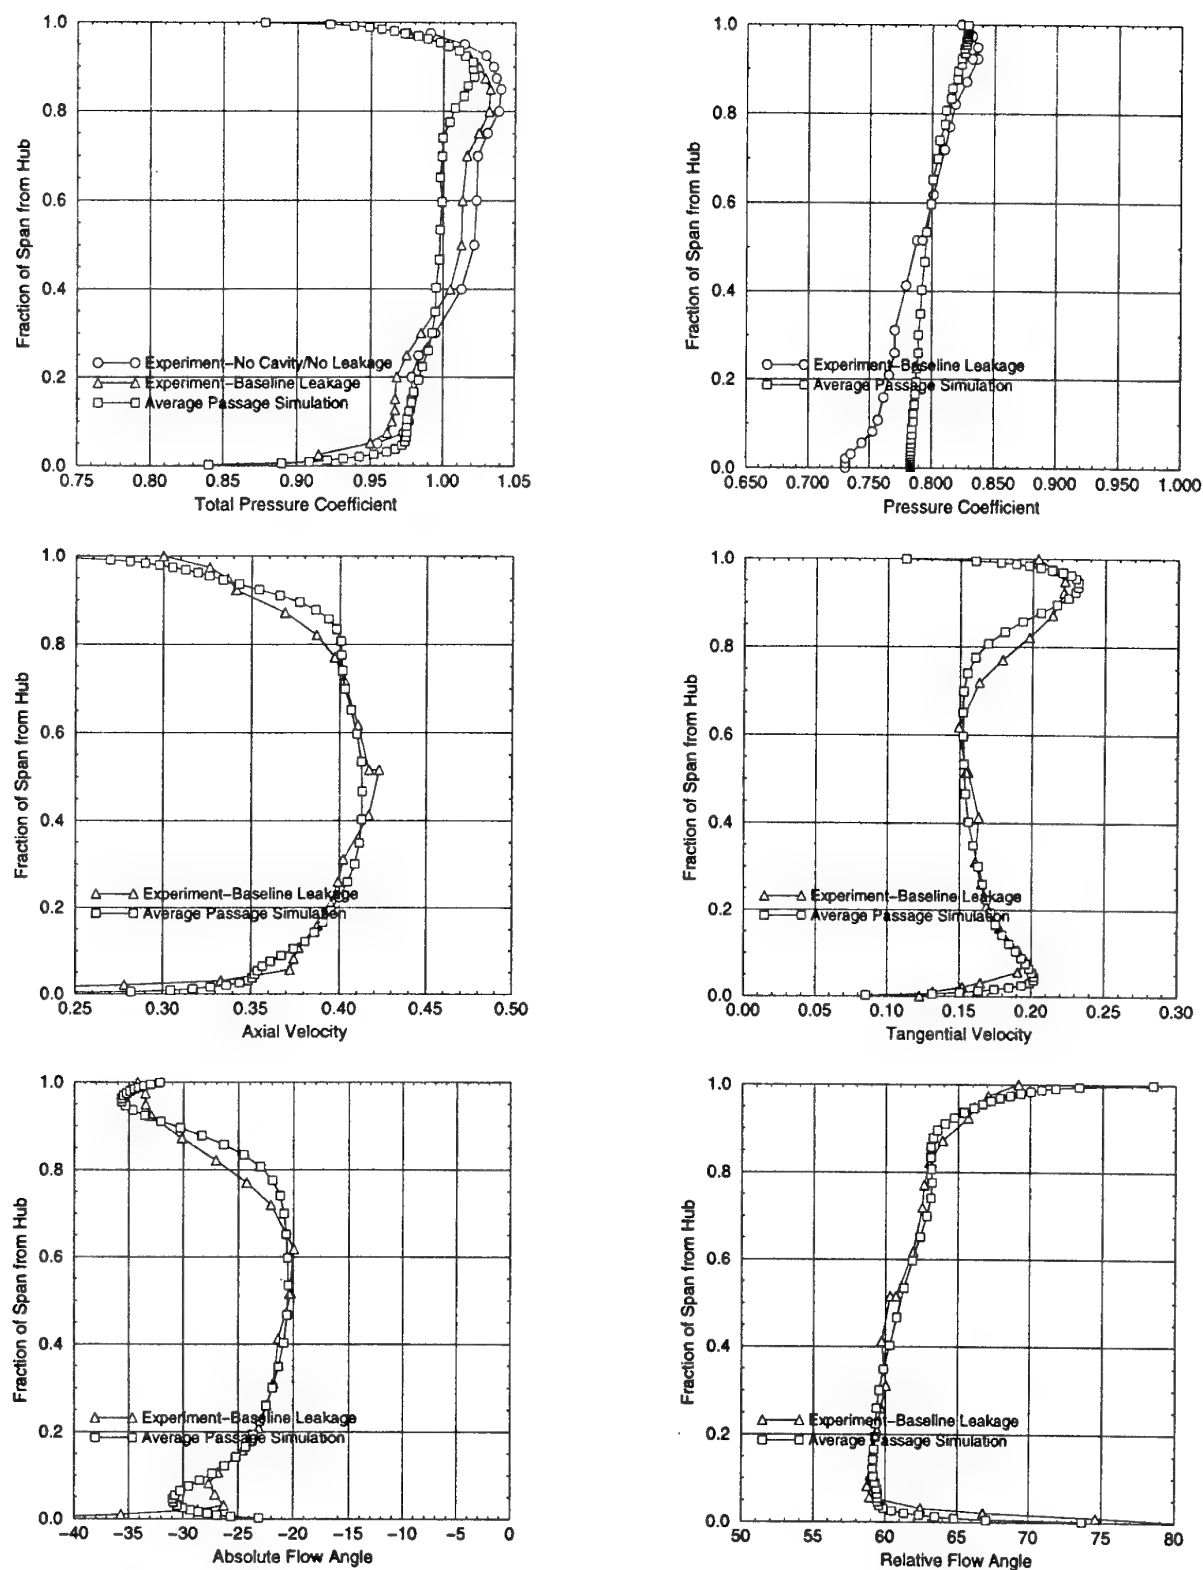 1.0
0.8
0.6
0.4
0.2
0.0
Fraction of Span from Hub
Experiment-No Cavity/No Leakage
Experiment-Baseline Leakage
Average Passage Simulation
0.75 0.80 0.85 0.90 0.95 1.00 1.05
Total Pressure Coefficient
1.0
0.8
0.6
0.4
0.2
0.0
Fraction of Span from Hub
Experiment-Baseline Leakage
Average Passage Simulation
0.650 0.700 0.750 0.800 0.850 0.900 0.950 1.000
Pressure Coefficient
1.0
0.8
0.6
0.4
0.2
0.0
Fraction of Span from Hub
Experiment-Baseline Leakage
Average Passage Simulation
0.25 0.30 0.35 0.40 0.45 0.50
Axial Velocity
1.0
0.8
0.6
0.4
0.2
0.0
Fraction of Span from Hub
Experiment-Baseline Leakage
Average Passage Simulation
0.00 0.05 0.10 0.15 0.20 0.25 0.30
Tangential Velocity
1.0
0.8
0.6
0.4
0.2
0.0
Fraction of Span from Hub
Experiment-Baseline Leakage
Average Passage Simulation
-40 -35 -30 -25 -20 -15 -10 -5 0
Absolute Flow Angle
1.0
0.8
0.6
0.4
0.2
0.0
Fraction of Span from Hub
Experiment-Baseline Leakage
Average Passage Simulation
50 55 60 65 70 75 80
Relative Flow Angle